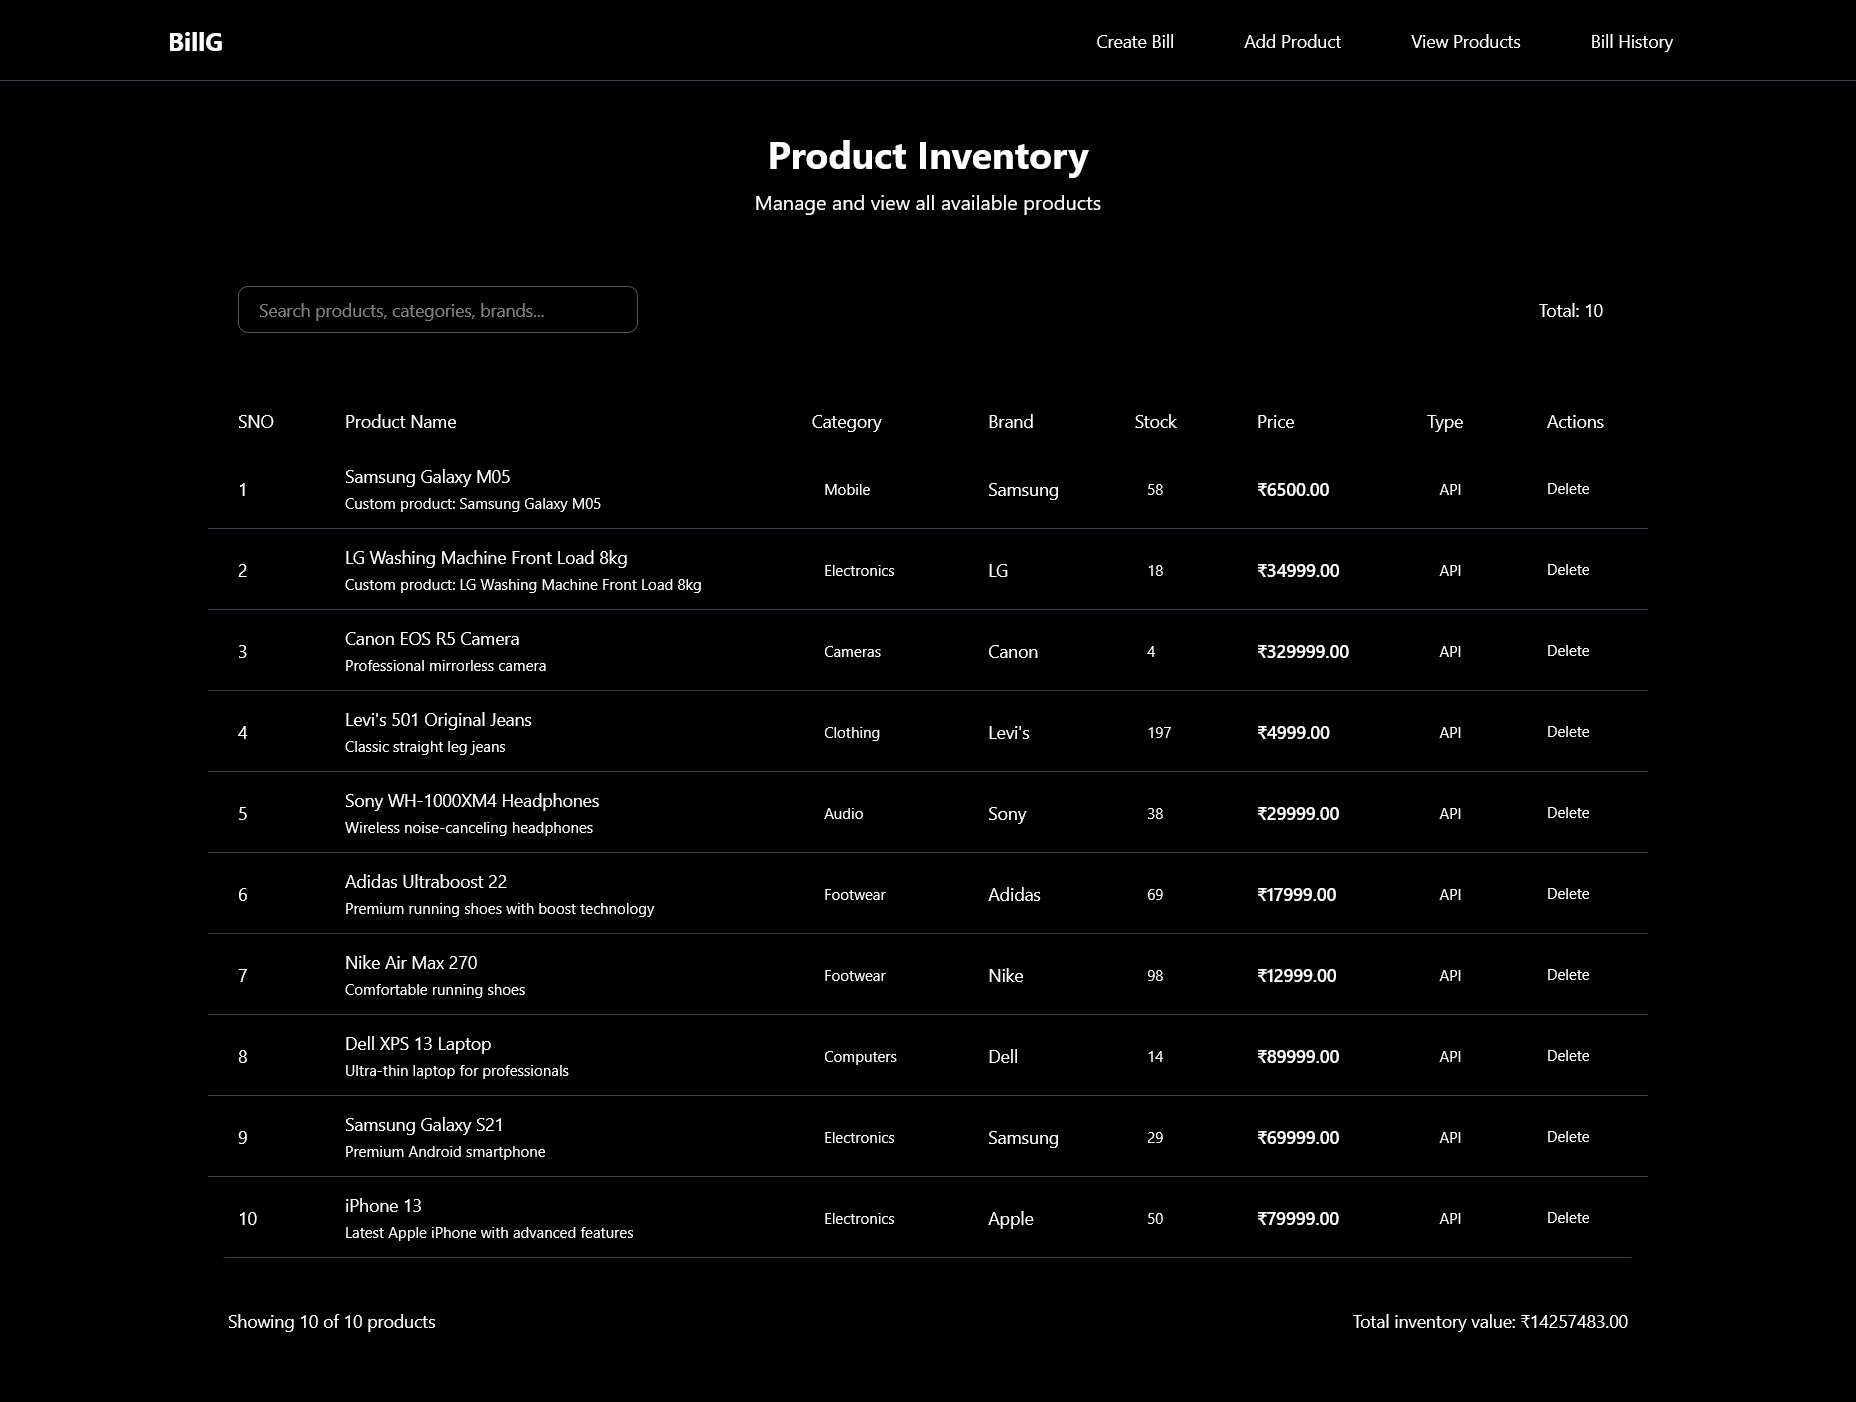 BillG Create Bill Add Product View Products Bill History
Product Inventory
Manage and view all available products
Search products, categories, brands... Total: 10
SNO Product Name Category Brand Stock Price Type Actions
1 Samsung Galaxy M05 Mobile Samsung 58 ₹6500.00 API Delete
Custom product: Samsung Galaxy M05
2 LG Washing Machine Front Load 8kg Electronics LG 18 ₹34999.00 API Delete
Custom product: LG Washing Machine Front Load 8kg
3 Canon EOS R5 Camera Cameras Canon 4 ₹329999.00 API Delete
Professional mirrorless camera
4 Levi's 501 Original Jeans Clothing Levi's 197 ₹4999.00 API Delete
Classic straight leg jeans
5 Sony WH-1000XM4 Headphones Audio Sony 38 ₹29999.00 API Delete
Wireless noise-canceling headphones
6 Adidas Ultraboost 22 Footwear Adidas 69 ₹17999.00 API Delete
Premium running shoes with boost technology
7 Nike Air Max 270 Footwear Nike 98 ₹12999.00 API Delete
Comfortable running shoes
8 Dell XPS 13 Laptop Computers Dell 14 ₹89999.00 API Delete
Ultra-thin laptop for professionals
9 Samsung Galaxy S21 Electronics Samsung 29 ₹69999.00 API Delete
Premium Android smartphone
10 iPhone 13 Electronics Apple 50 ₹79999.00 API Delete
Latest Apple iPhone with advanced features
Showing 10 of 10 products Total inventory value: ₹14257483.00